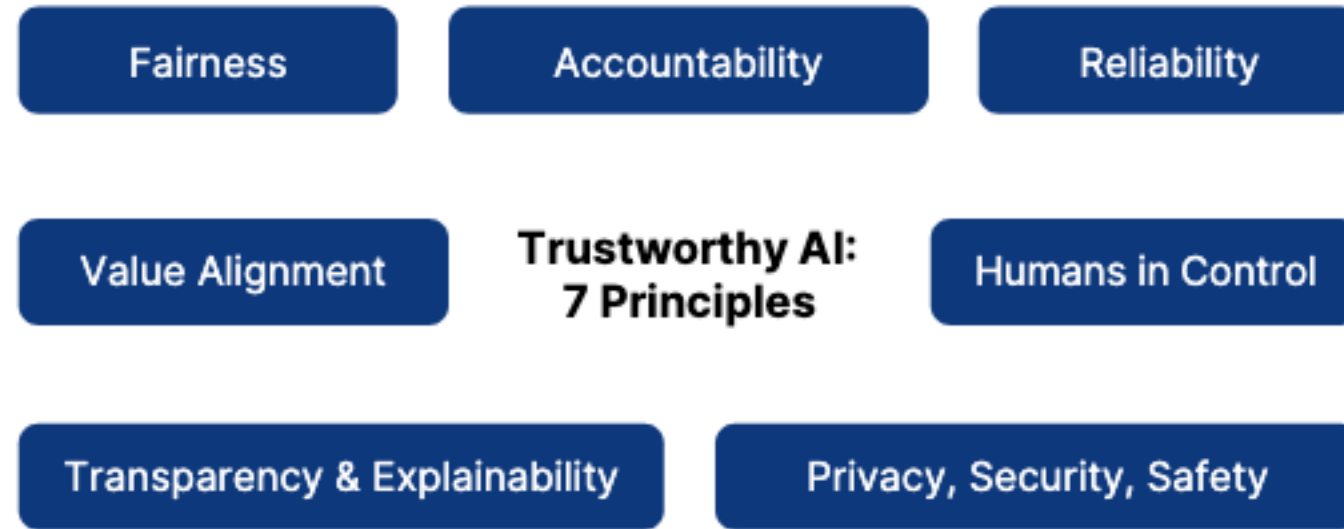 Fairness
Accountability
Reliability
Value Alignment
Trustworthy AI:
7 Principles
Humans in Control
Transparency & Explainability
Privacy, Security, Safety